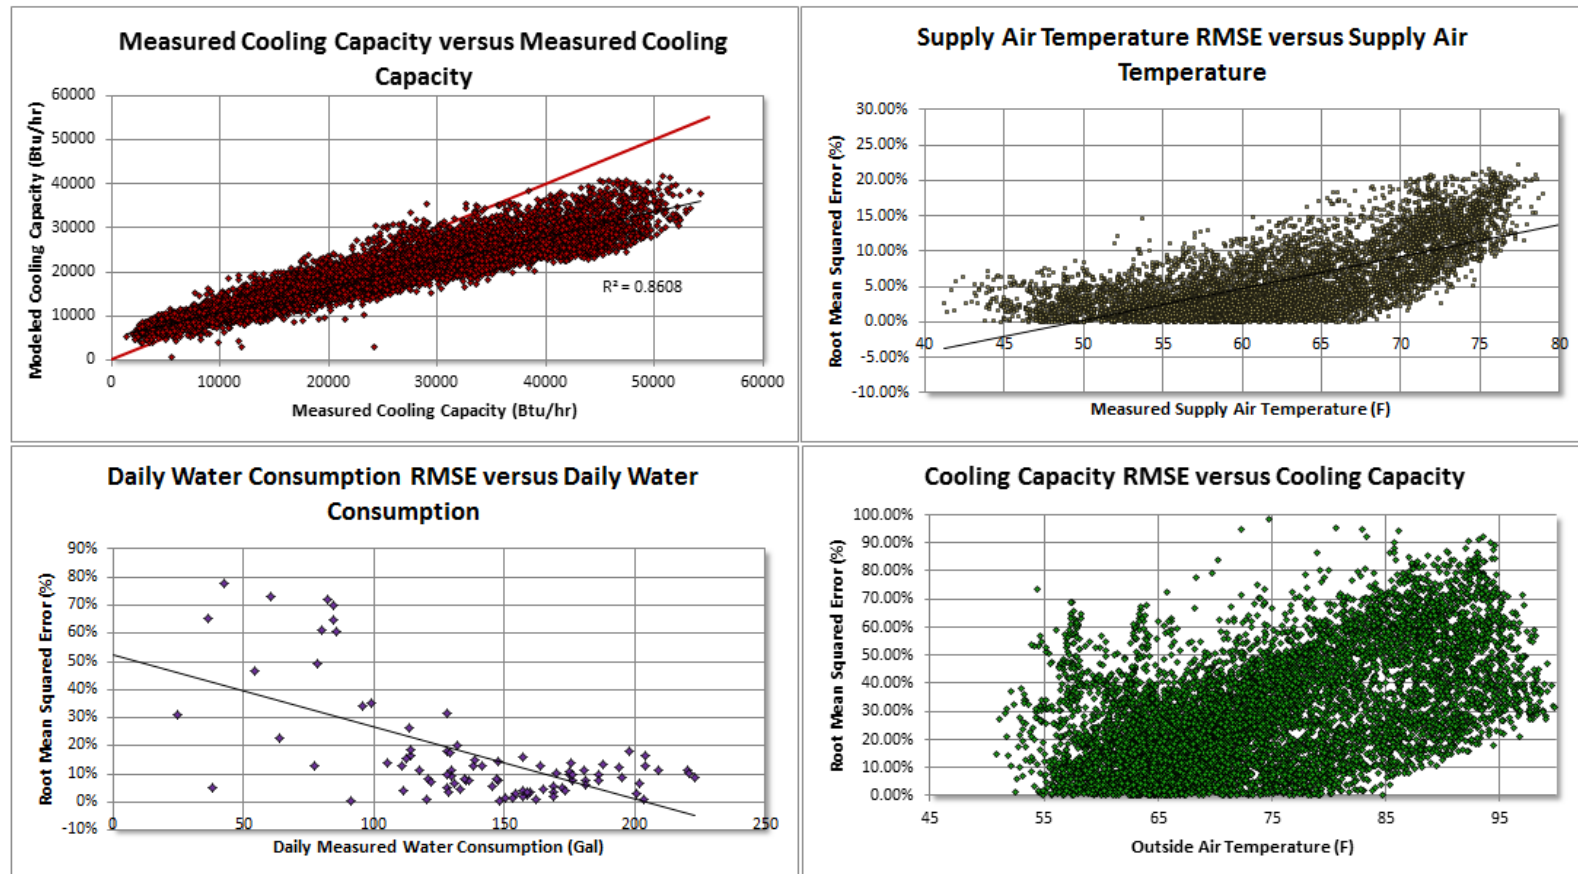 Measured Cooling Capacity versus Measured Cooling
Capacity
Modeled Cooling Capacity (Btu/hr)
60000
50000
40000
30000
20000
10000
0
R² = 0.8608
0 10000 20000 30000 40000 50000 60000
Measured Cooling Capacity (Btu/hr)
Supply Air Temperature RMSE versus Supply Air
Temperature
Root Mean Squared Error (%)
30.00%
25.00%
20.00%
15.00%
10.00%
5.00%
0.00%
40 45 50 55 60 65 70 75 80
-5.00%
-10.00%
Measured Supply Air Temperature (F)
Daily Water Consumption RMSE versus Daily Water
Consumption
Root Mean Squared Error (%)
90%
80%
70%
60%
50%
40%
30%
20%
10%
0%
-10%
0 50 100 150 200 250
Daily Measured Water Consumption (Gal)
Cooling Capacity RMSE versus Cooling Capacity
Root Mean Squared Error (%)
100.00%
90.00%
80.00%
70.00%
60.00%
50.00%
40.00%
30.00%
20.00%
10.00%
0.00%
45 55 65 75 85 95
Outside Air Temperature (F)